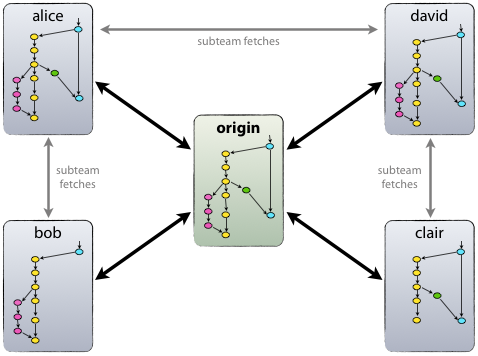 alice
david
subteam fetches
origin
subteam
fetches
subteam
fetches
bob
clair